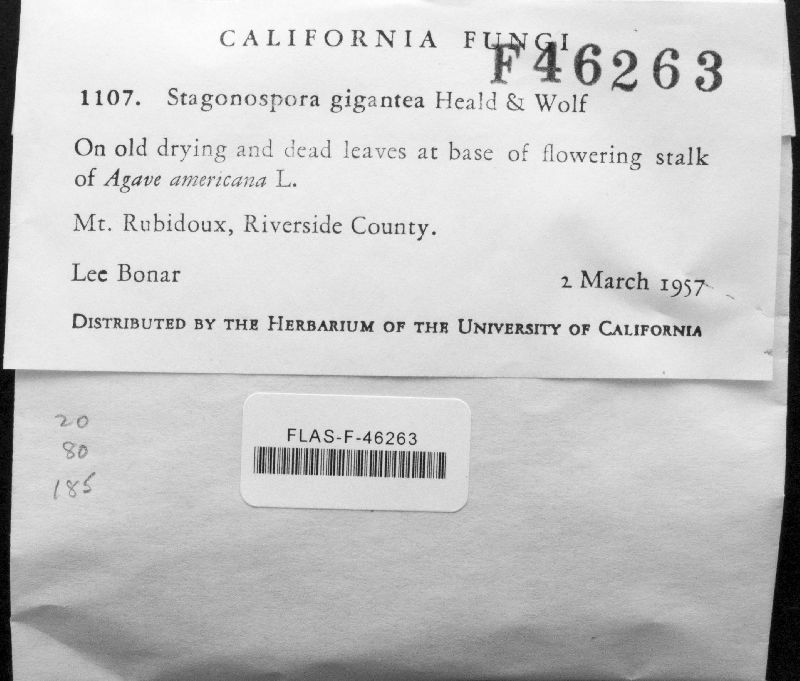 CALIFORNIA FUNGI
F46263
1107. Stagonospora gigantea Heald & Wolf
On old drying and dead leaves at base of flowering stalk
of Agave americana L.
Mt. Rubidoux, Riverside County.
Lee Bonar 2 March 1957
DISTRIBUTED BY THE HERBARIUM OF THE UNIVERSITY OF CALIFORNIA
20
80
185
FLAS-F-46263